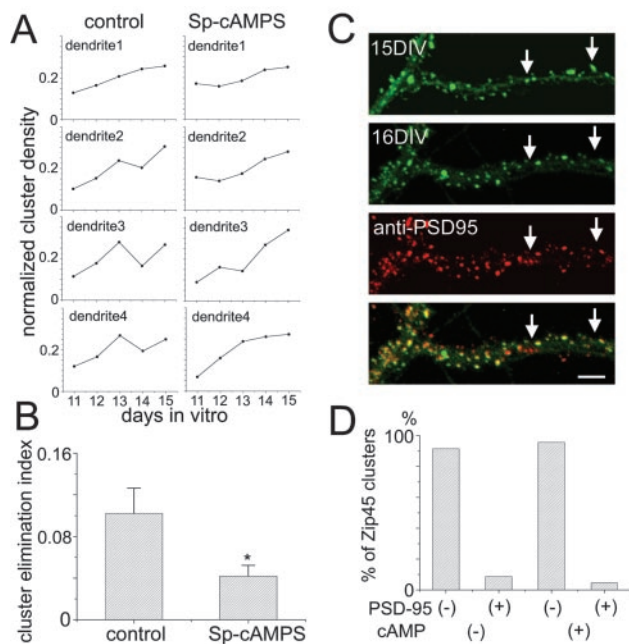 A
control
Sp-cAMPS
normalized cluster density
dendrite1
dendrite1
0.2
dendrite2
dendrite2
0.2
0
dendrite3
dendrite3
0.2
0
dendrite4
dendrite4
0.2
0
11 12 13 14 15
11 12 13 14 15
days in vitro
B
cluster elimination index
0.16
0.08
0
*
control
Sp-cAMPS
C
15DIV
16DIV
anti-PSD95
D
%
% of Zip45 clusters
100
0
PSD-95 (-) (+) (-) (+)
cAMP (-) (+)